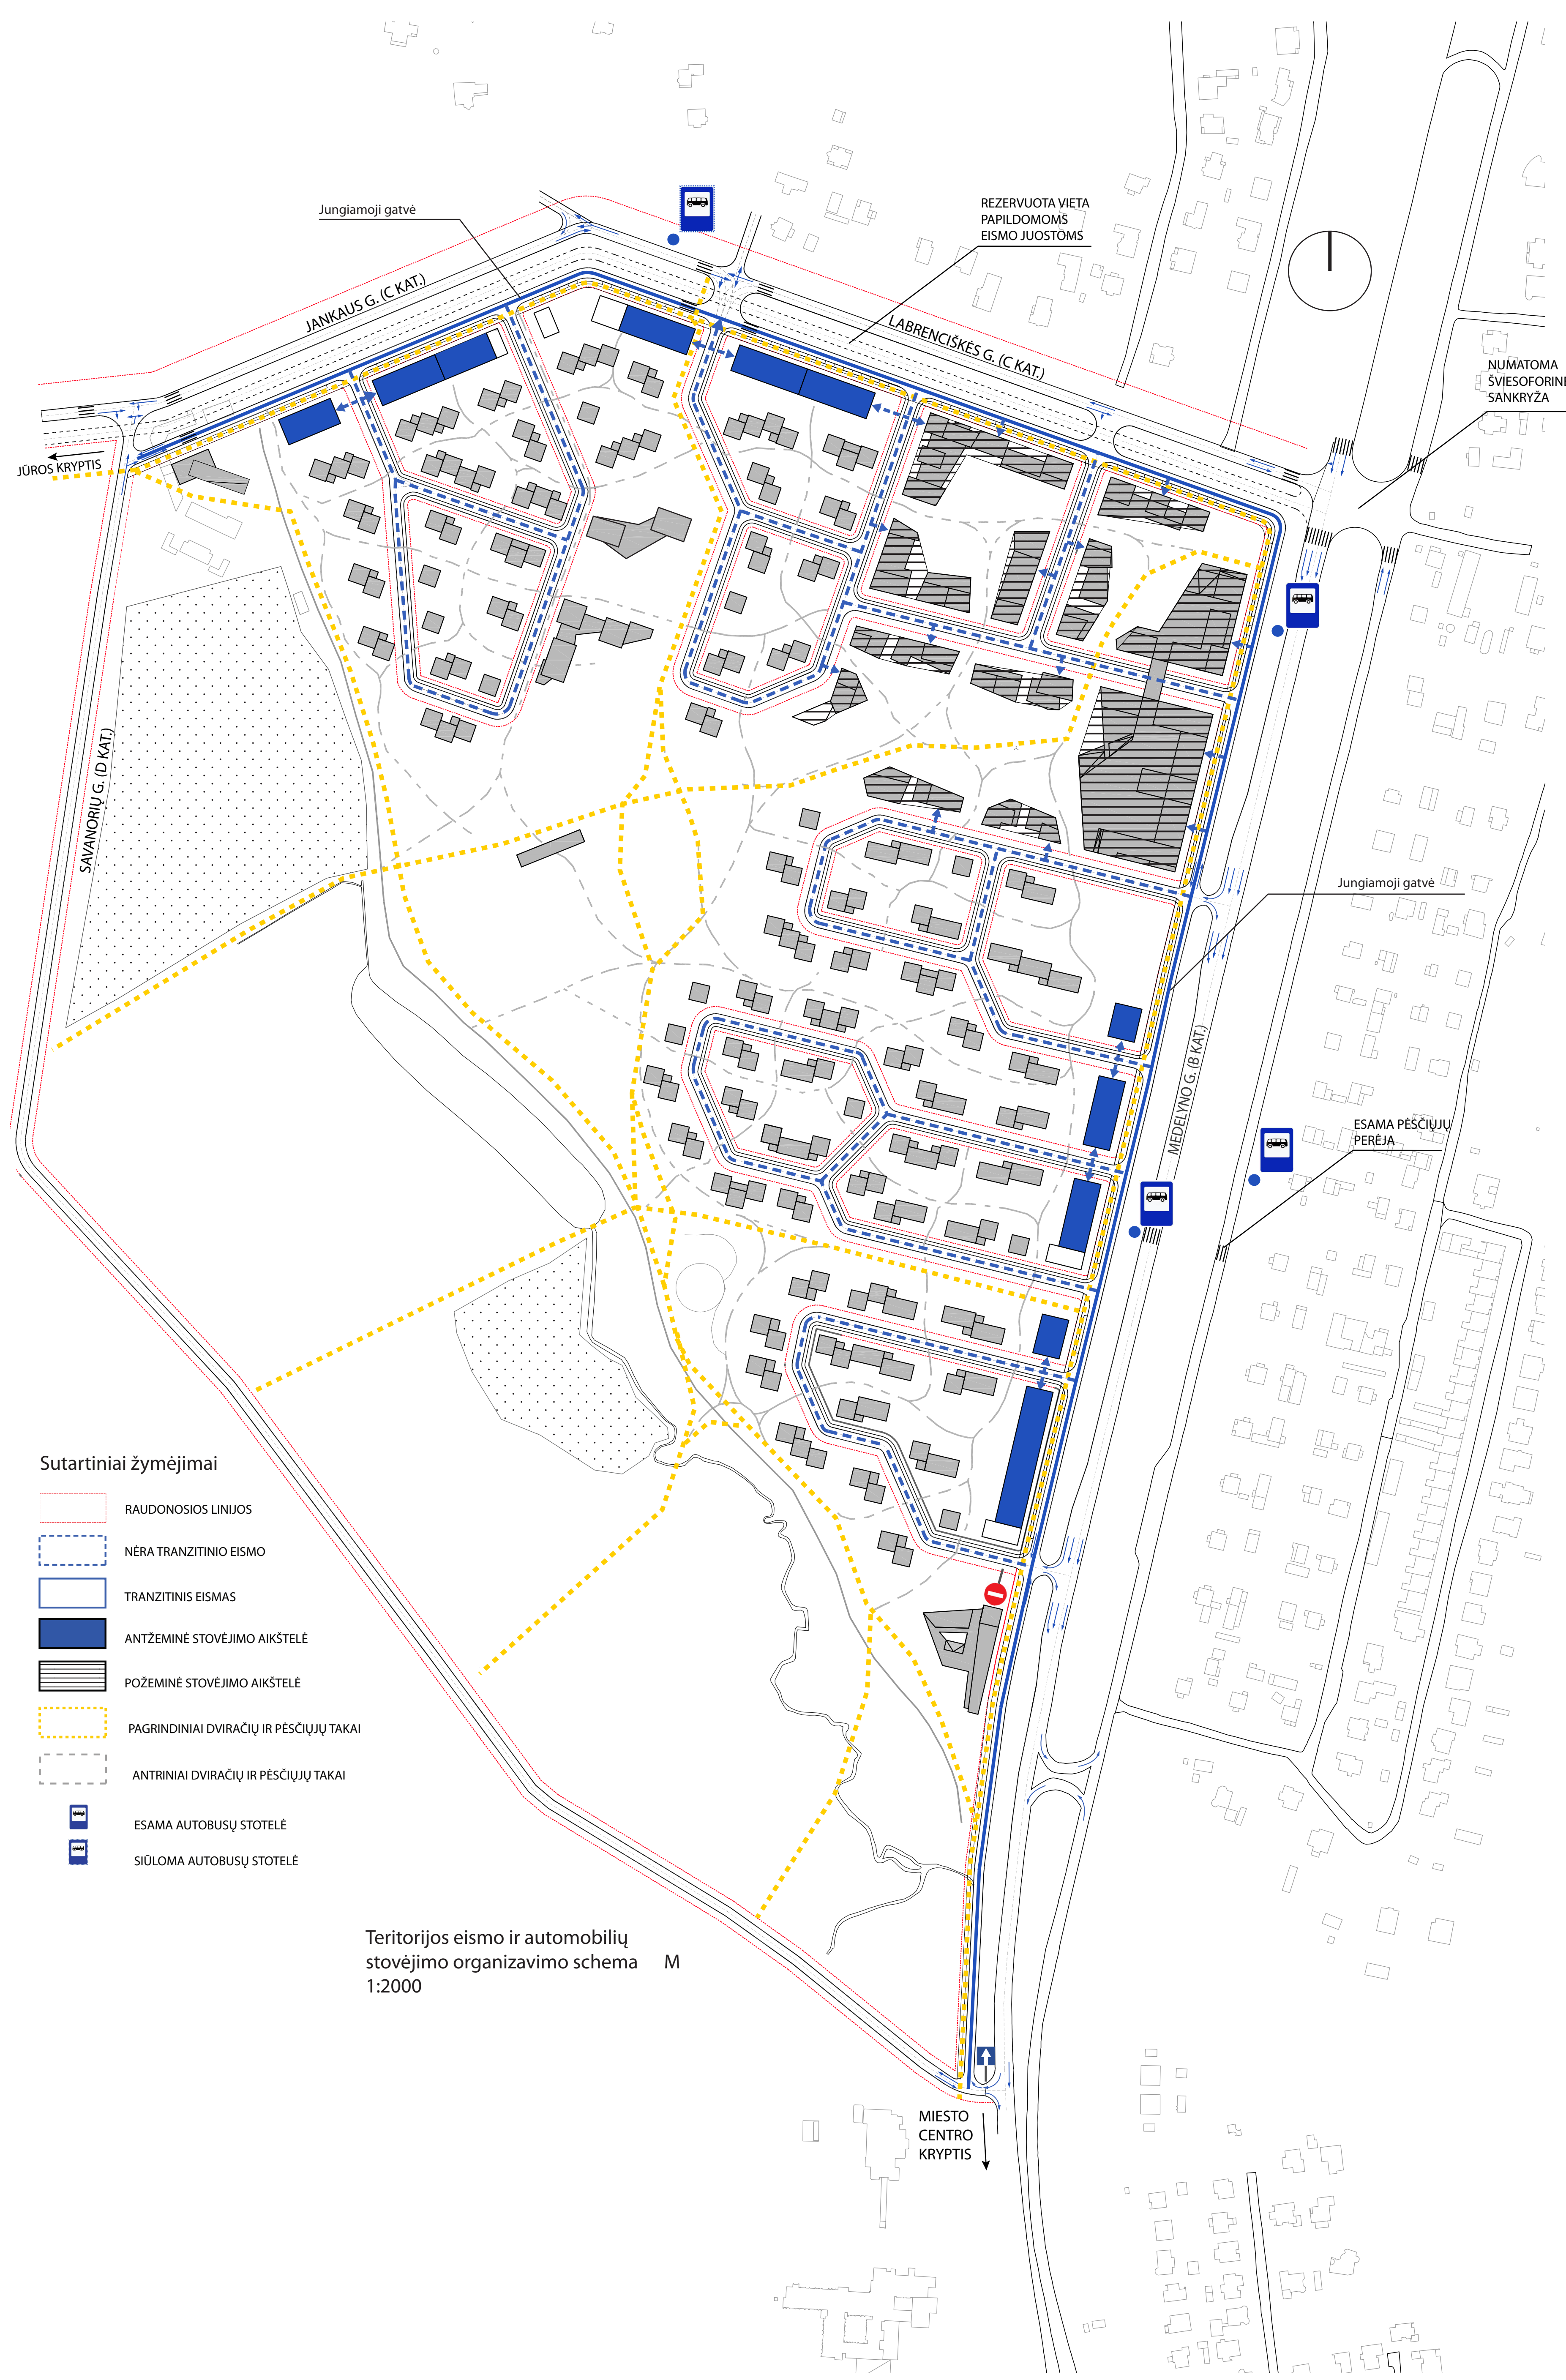 Jungiamoji gatvė
REZERVUOTA VIETA
PAPILDOMOMS
EISMO JUOSTOMS
JANKAUS G. (C KAT.)
LABRENCIŠKĖS G. (C KAT.)
NUMATOMA
ŠVIESOFORINĖ
SANKRYŽA
JŪROS KRYPTIS
SAVANORIŲ G. (D KAT.)
Jungiamoji gatvė
MEDELYNO G. (B KAT.)
ESAMA PĖSČIŲJŲ
PERĖJA
Sutartiniai žymėjimai
RAUDONOSIOS LINIJOS
NĖRA TRANZITINIO EISMO
TRANZITINIS EISMAS
ANTŽEMINĖ STOVĖJIMO AIKŠTELĖ
POŽEMINĖ STOVĖJIMO AIKŠTELĖ
PAGRINDINIAI DVIRAČIŲ IR PĖSČIŲJŲ TAKAI
ANTRINIAI DVIRAČIŲ IR PĖSČIŲJŲ TAKAI
ESAMA AUTOBUSŲ STOTELĖ
SIŪLOMA AUTOBUSŲ STOTELĖ
Teritorijos eismo ir automobilių
stovėjimo organizavimo schema M
1:2000
MIESTO
CENTRO
KRYPTIS